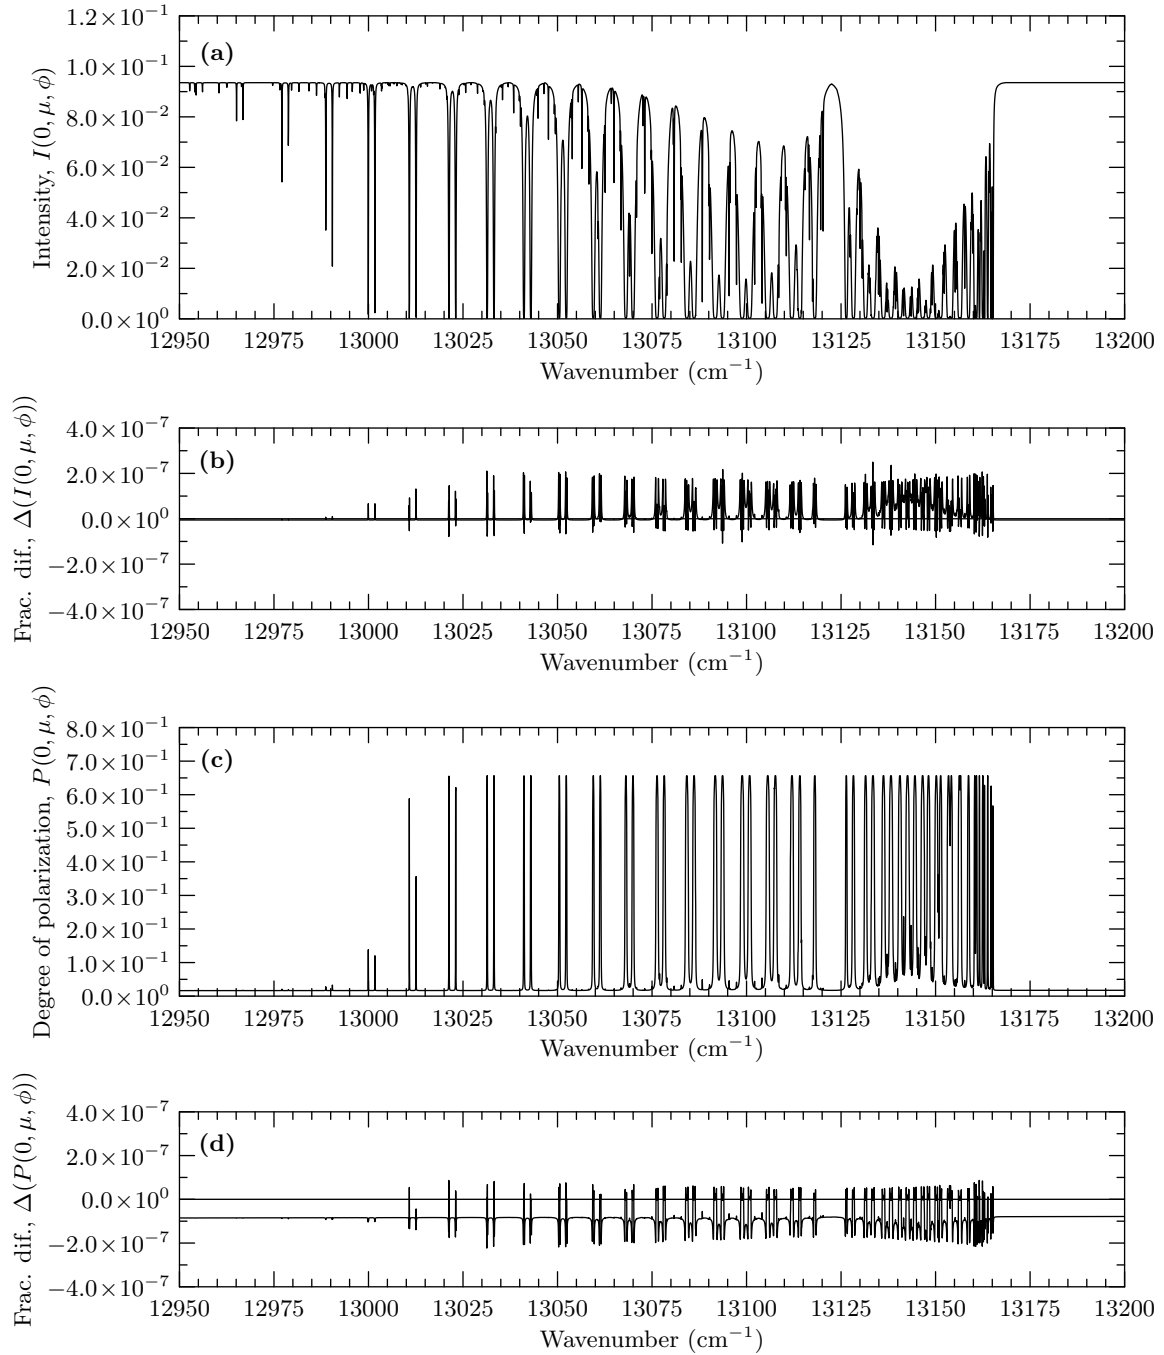 (a)
Intensity, I(0, μ, ϕ)
1.2×10⁻¹
1.0×10⁻¹
8.0×10⁻²
6.0×10⁻²
4.0×10⁻²
2.0×10⁻²
0.0×10⁰
12950 12975 13000 13025 13050 13075 13100 13125 13150 13175 13200
Wavenumber (cm⁻¹)
(b)
Frac. dif., Δ(I(0, μ, ϕ))
4.0×10⁻⁷
2.0×10⁻⁷
0.0×10⁰
−2.0×10⁻⁷
−4.0×10⁻⁷
12950 12975 13000 13025 13050 13075 13100 13125 13150 13175 13200
Wavenumber (cm⁻¹)
(c)
Degree of polarization, P(0, μ, ϕ)
8.0×10⁻¹
7.0×10⁻¹
6.0×10⁻¹
5.0×10⁻¹
4.0×10⁻¹
3.0×10⁻¹
2.0×10⁻¹
1.0×10⁻¹
0.0×10⁰
12950 12975 13000 13025 13050 13075 13100 13125 13150 13175 13200
Wavenumber (cm⁻¹)
(d)
Frac. dif., Δ(P(0, μ, ϕ))
4.0×10⁻⁷
2.0×10⁻⁷
0.0×10⁰
−2.0×10⁻⁷
−4.0×10⁻⁷
12950 12975 13000 13025 13050 13075 13100 13125 13150 13175 13200
Wavenumber (cm⁻¹)